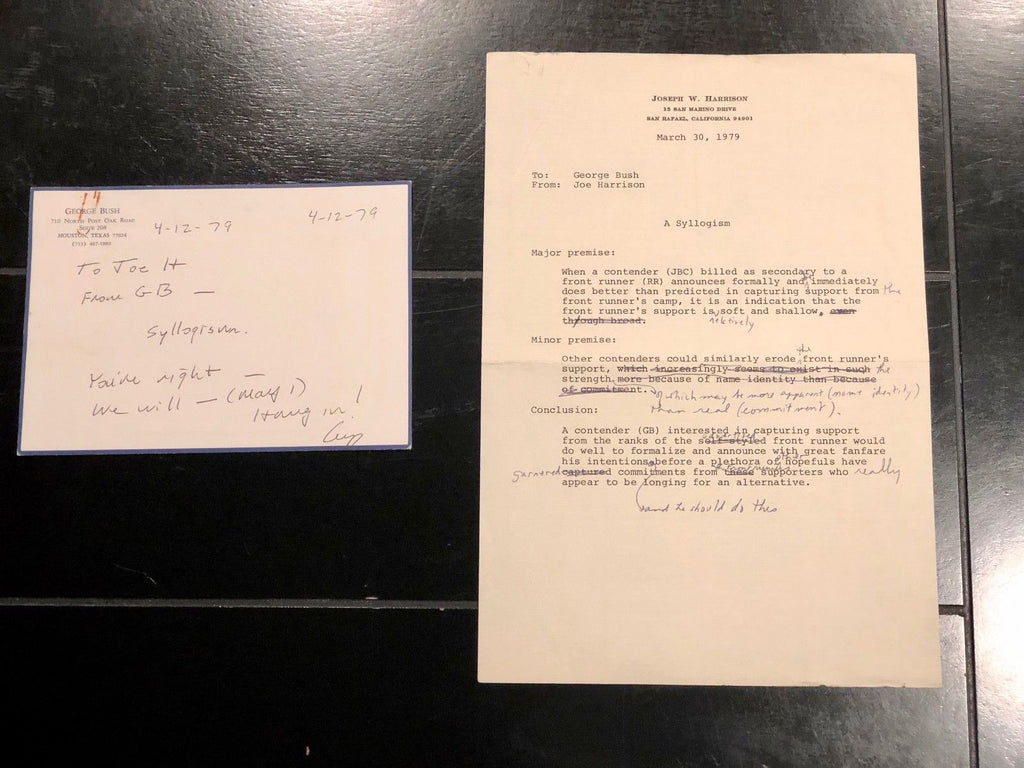 GEORGE BUSH
710 NORTH POST OAK ROAD
SUITE 208
HOUSTON, TEXAS 77024
4-12-79
4-12-79
To Joe H
From GB —
Syllogism.
You're right —
We will — (May 1)
Hang in!
JOSEPH W. HARRISON
15 SAN MARINO DRIVE
SAN RAFAEL, CALIFORNIA 94901
March 30, 1979
To: George Bush
From: Joe Harrison
A Syllogism
Major premise:
When a contender (JBC) billed as secondary to a
front runner (RR) announces formally and immediately
does better than predicted in capturing support from the
front runner's camp, it is an indication that the
front runner's support is soft and shallow, even
relatively
though broad.
Minor premise:
the
Other contenders could similarly erode front runner's
support, which increasingly seems to exist in such the
strength more because of name identity than because
of commitment. of which may be more apparent (name identity)
than real (commitment).
Conclusion:
A contender (GB) interested in capturing support
from the ranks of the self-styled front runner would
do well to formalize and announce with great fanfare
his intentions before a plethora of hopefuls have
garnered captured commitments from these supporters who really
appear to be longing for an alternative.
and he should do this